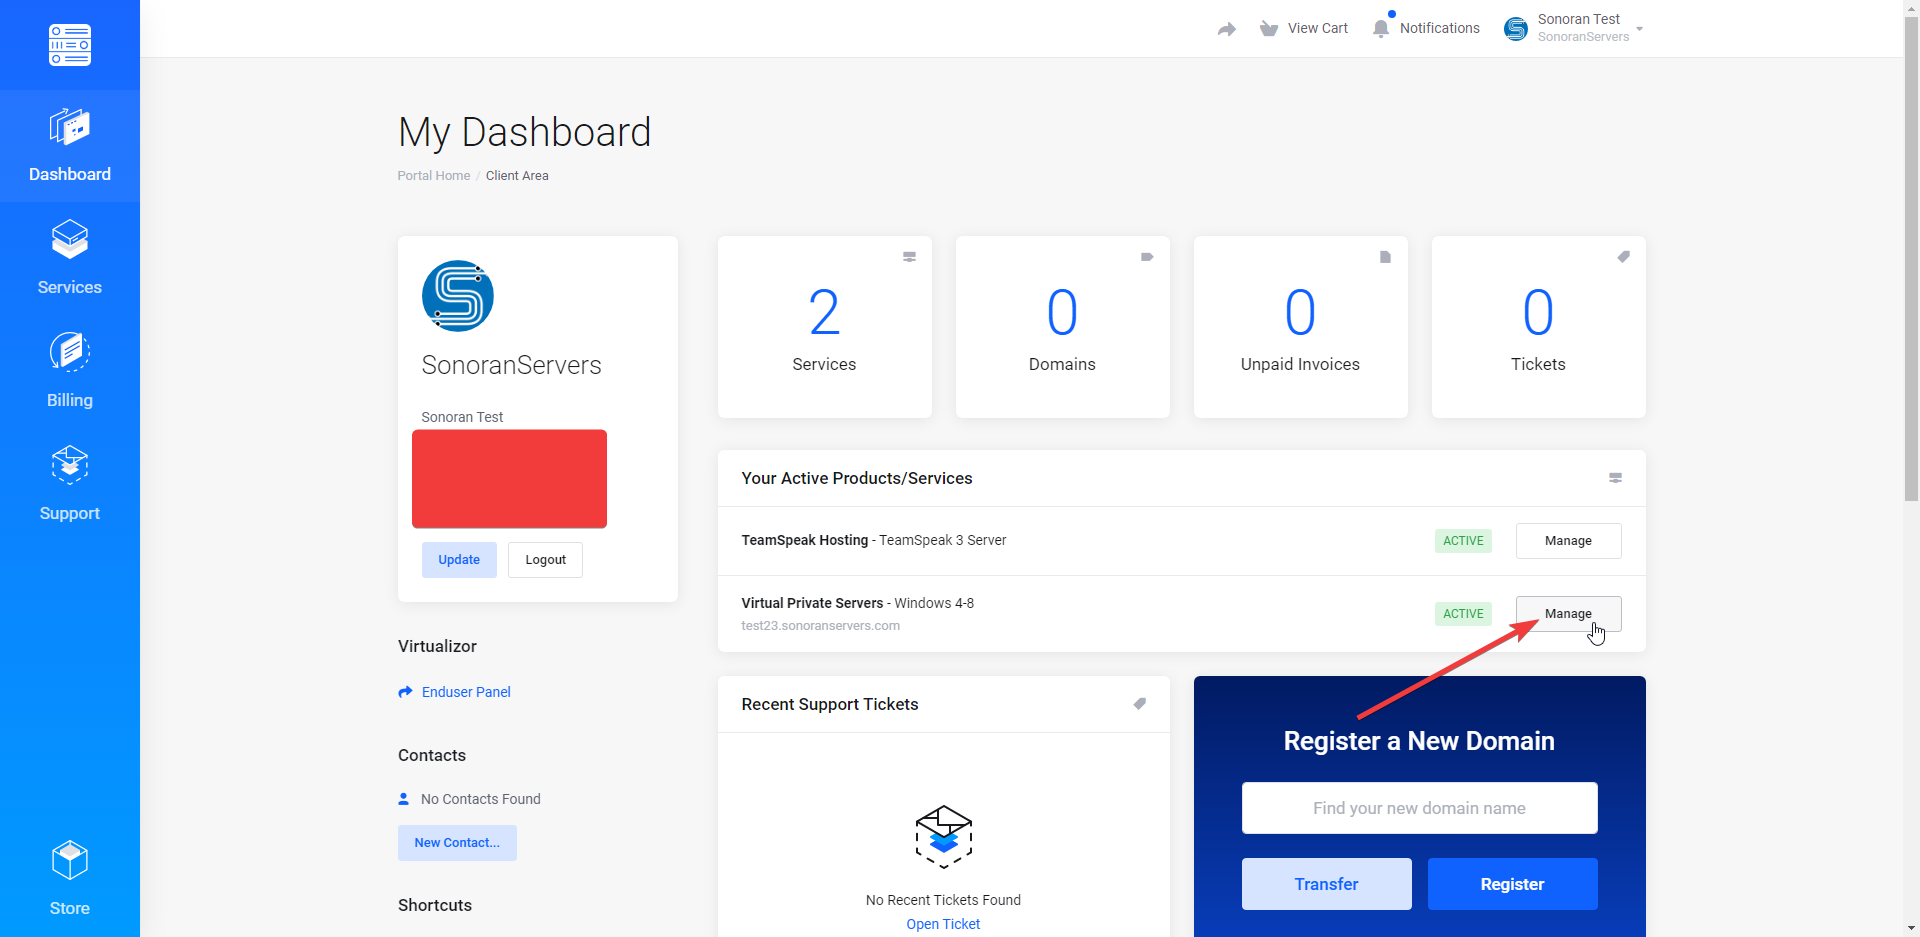 View Cart
Notifications
Sonoran Test
SonoranServers
Dashboard
Services
Billing
Support
Store
My Dashboard
Portal Home / Client Area
SonoranServers
Sonoran Test
Update
Logout
Virtualizor
Enduser Panel
Contacts
No Contacts Found
New Contact...
Shortcuts
2
Services
0
Domains
0
Unpaid Invoices
0
Tickets
Your Active Products/Services
TeamSpeak Hosting - TeamSpeak 3 Server
ACTIVE
Manage
Virtual Private Servers - Windows 4-8
test23.sonoranservers.com
ACTIVE
Manage
Recent Support Tickets
No Recent Tickets Found
Open Ticket
Register a New Domain
Find your new domain name
Transfer
Register